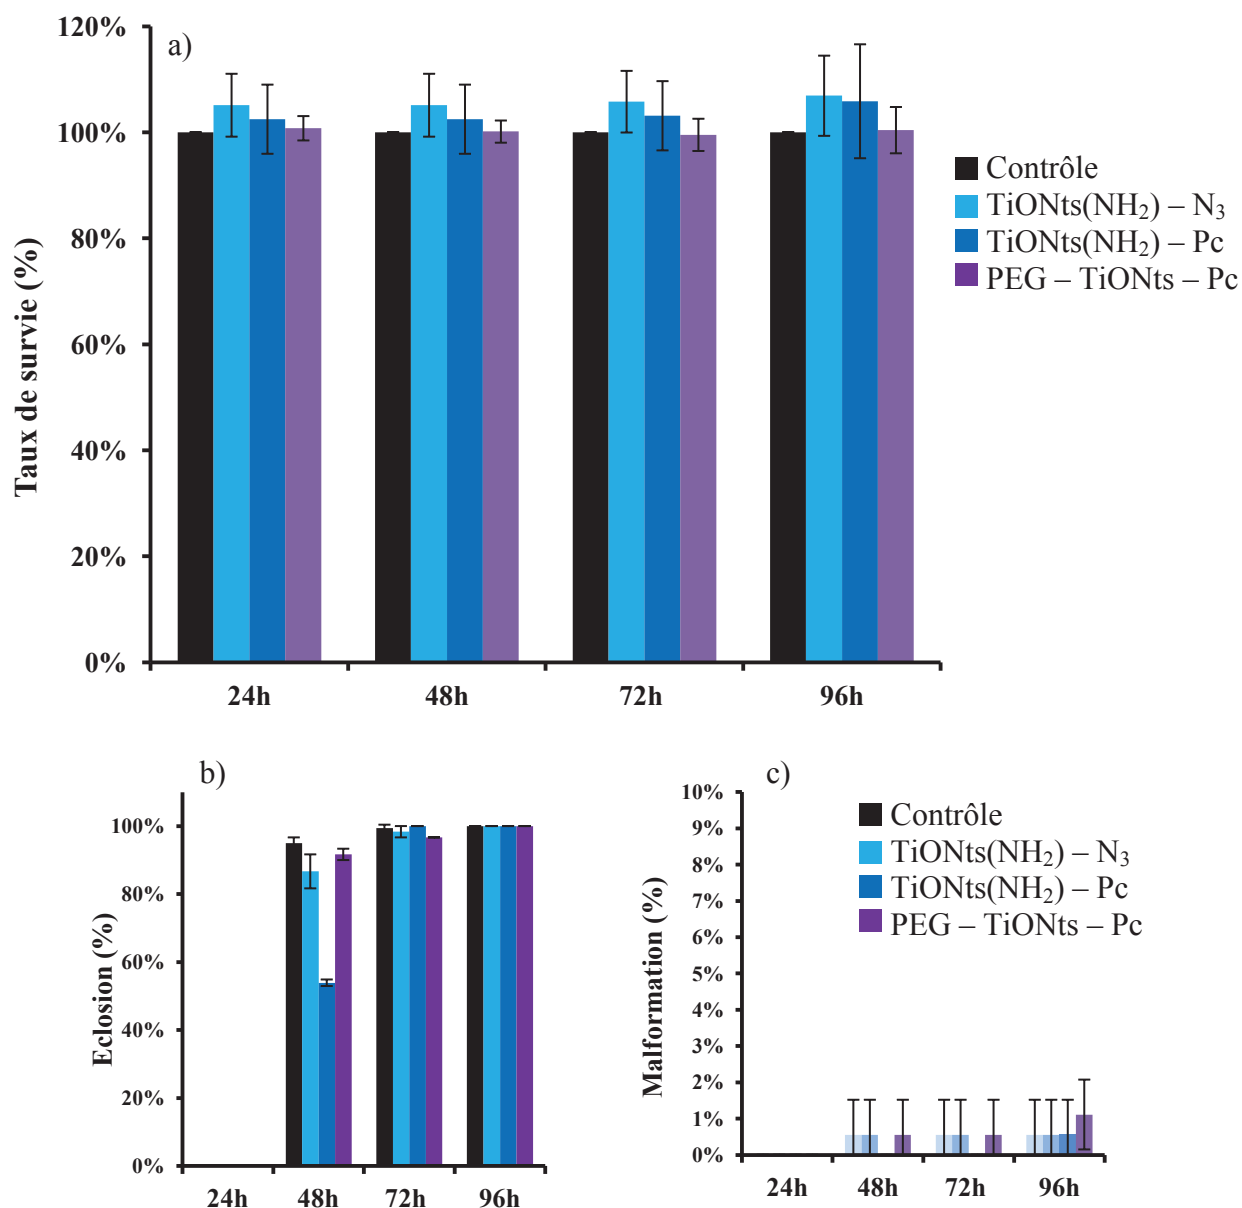 a)
Taux de survie (%)
120%
100%
80%
60%
40%
20%
0%
24h
48h
72h
96h
Contrôle
TiONts(NH₂) – N₃
TiONts(NH₂) – Pc
PEG – TiONts – Pc
b)
Eclosion (%)
100%
80%
60%
40%
20%
0%
24h
48h
72h
96h
c)
Malformation (%)
10%
9%
8%
7%
6%
5%
4%
3%
2%
1%
0%
24h
48h
72h
96h
Contrôle
TiONts(NH₂) – N₃
TiONts(NH₂) – Pc
PEG – TiONts – Pc